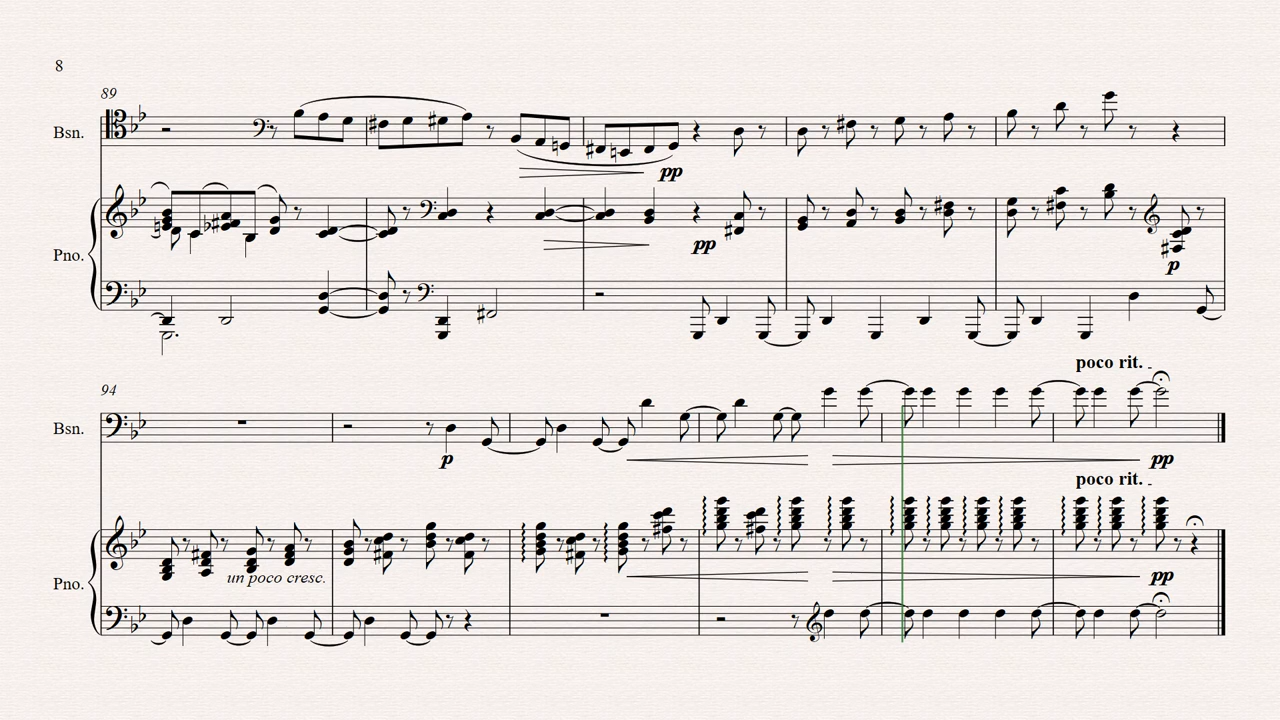 8
89
Bsn.
pp
Pno.
pp
p
poco rit.
94
Bsn.
p
pp
poco rit.
Pno.
un poco cresc.
pp